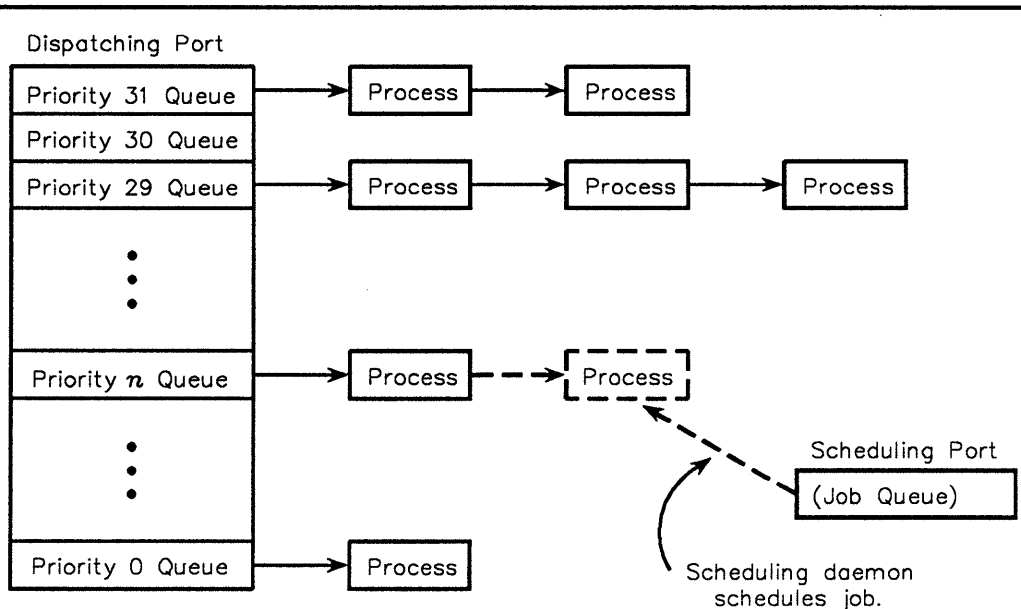 Dispatching Port
Priority 31 Queue
Process
Process
Priority 30 Queue
Priority 29 Queue
Process
Process
Process
Priority n Queue
Process
Process
Scheduling Port
(Job Queue)
Priority 0 Queue
Process
Scheduling daemon
schedules job.